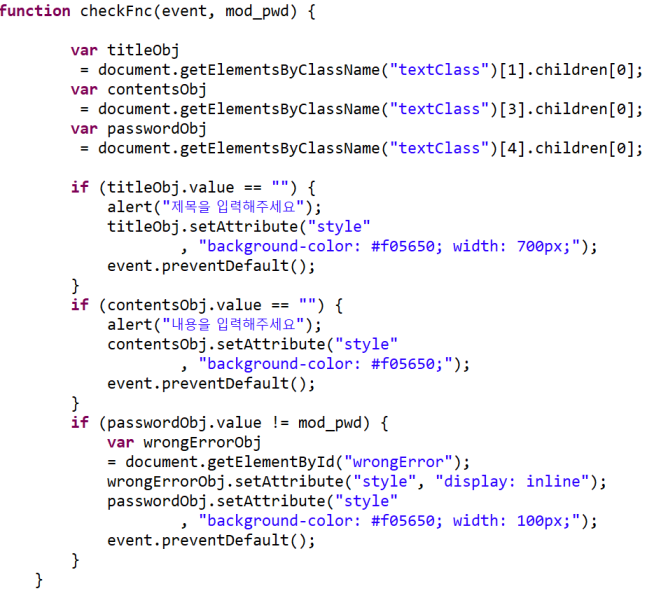 function checkFnc(event, mod_pwd) {
var titleObj
= document.getElementsByClassName("textClass")[1].children[0];
var contentsObj
= document.getElementsByClassName("textClass")[3].children[0];
var passwordObj
= document.getElementsByClassName("textClass")[4].children[0];
if (titleObj.value == "") {
alert("제목을 입력해주세요");
titleObj.setAttribute("style"
, "background-color: #f05650; width: 700px;");
event.preventDefault();
}
if (contentsObj.value == "") {
alert("내용을 입력해주세요");
contentsObj.setAttribute("style"
, "background-color: #f05650;");
event.preventDefault();
}
if (passwordObj.value != mod_pwd) {
var wrongErrorObj
= document.getElementById("wrongError");
wrongErrorObj.setAttribute("style", "display: inline");
passwordObj.setAttribute("style"
, "background-color: #f05650; width: 100px;");
event.preventDefault();
}
}